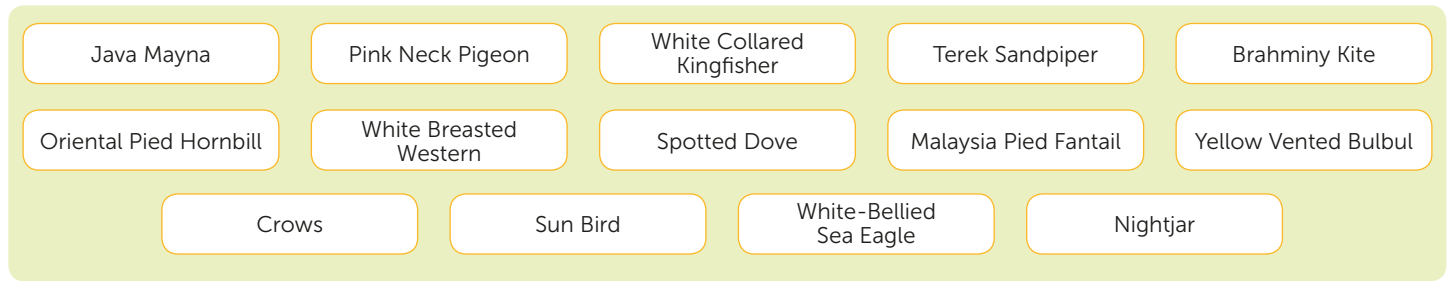 Java Mayna
Pink Neck Pigeon
White Collared
Kingfisher
Terek Sandpiper
Brahminy Kite
Oriental Pied Hornbill
White Breasted
Western
Spotted Dove
Malaysia Pied Fantail
Yellow Vented Bulbul
Crows
Sun Bird
White-Bellied
Sea Eagle
Nightjar